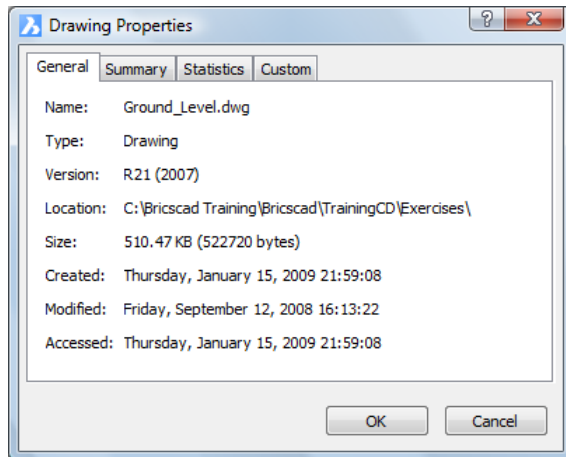 Drawing Properties
General Summary Statistics Custom
Name: Ground_Level.dwg
Type: Drawing
Version: R21 (2007)
Location: C:\Bricscad Training\Bricscad\TrainingCD\Exercises\
Size: 510.47 KB (522720 bytes)
Created: Thursday, January 15, 2009 21:59:08
Modified: Friday, September 12, 2008 16:13:22
Accessed: Thursday, January 15, 2009 21:59:08
OK Cancel